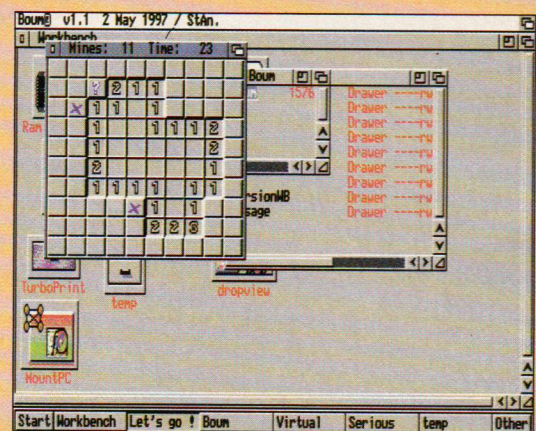 Boum@ v1.1 2 May 1997 / StAn.
Workbench
Mines: 11 Time: 23
Boum
1576
Ram
? 2 1 1
1 1 1
1 1 1 1 2
1 2
2 1
1 1 1 1 1 1
1 1
2 2 3
Drawer ----rw
Drawer ----rw
Drawer ----rw
Drawer ----rw
Drawer ----rw
Drawer ----rw
Drawer ----rw
Drawer ----rw
Drawer ----rw
rsionWB
sage
TurboPrint
temp
dropview
MountPC
Start Workbench Let's go ! Boum Virtual Serious temp Other